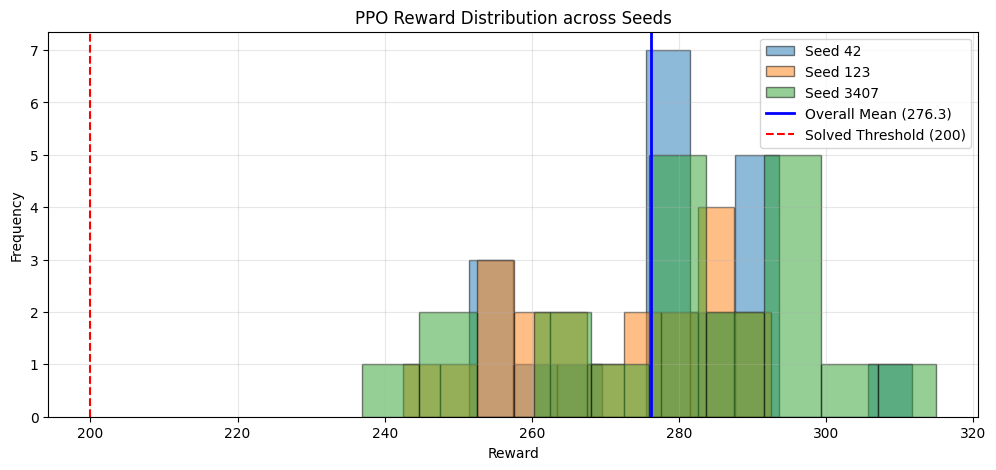 PPO Reward Distribution across Seeds
Seed 42
Seed 123
Seed 3407
Overall Mean (276.3)
Solved Threshold (200)
Frequency
7
6
5
4
3
2
1
0
200
220
240
260
280
300
320
Reward